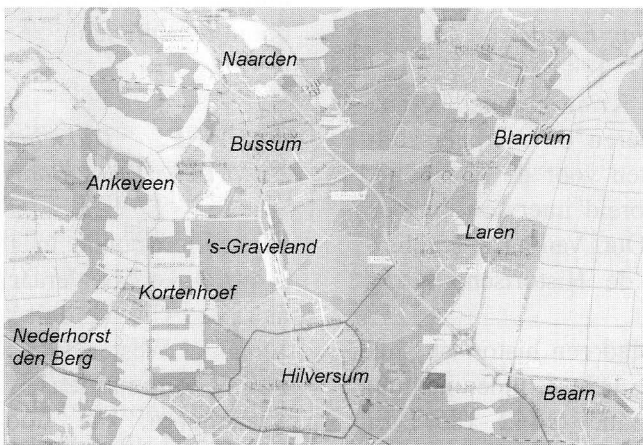 Naarden
Bussum
Blaricum
Ankeveen
's-Graveland
Laren
Kortenhoef
Nederhorst
den Berg
Hilversum
Baarn